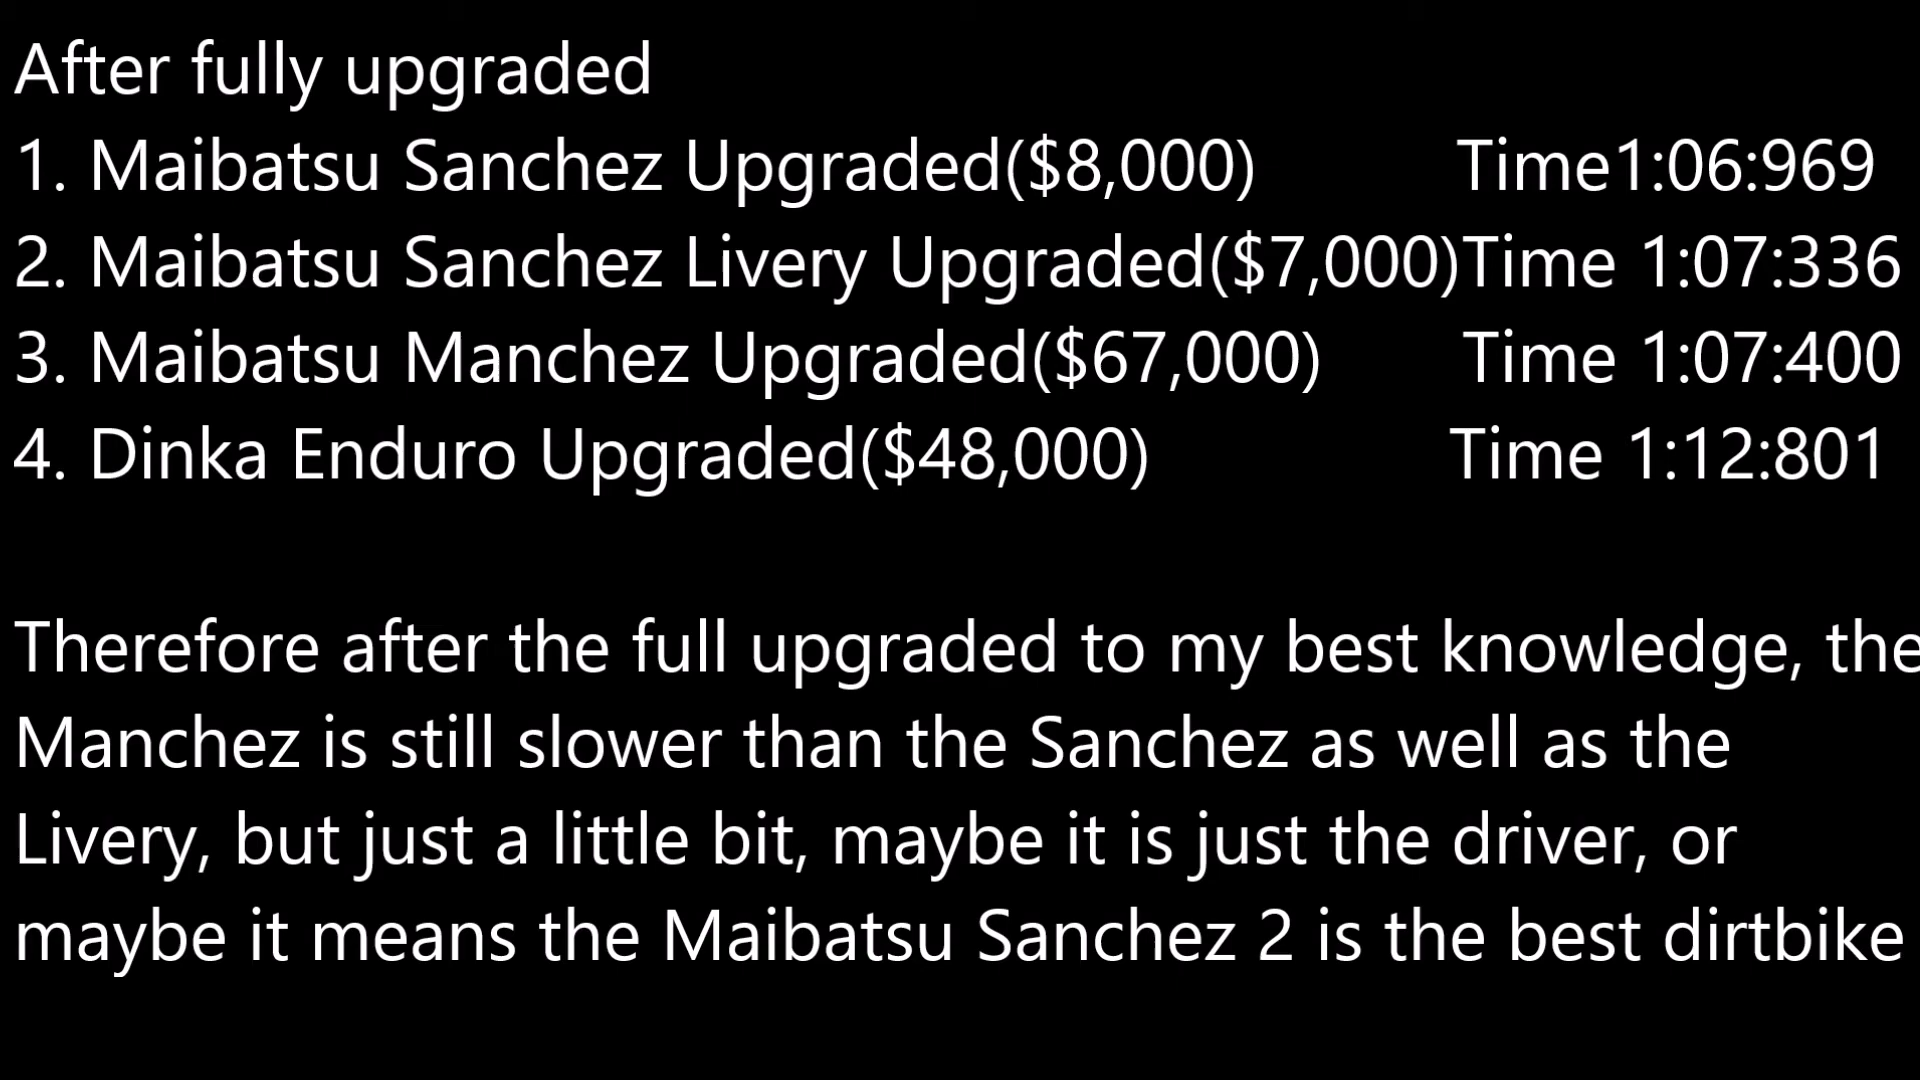 After fully upgraded
1. Maibatsu Sanchez Upgraded($8,000) Time1:06:969
2. Maibatsu Sanchez Livery Upgraded($7,000)Time 1:07:336
3. Maibatsu Manchez Upgraded($67,000) Time 1:07:400
4. Dinka Enduro Upgraded($48,000) Time 1:12:801
Therefore after the full upgraded to my best knowledge, the
Manchez is still slower than the Sanchez as well as the
Livery, but just a little bit, maybe it is just the driver, or
maybe it means the Maibatsu Sanchez 2 is the best dirtbike